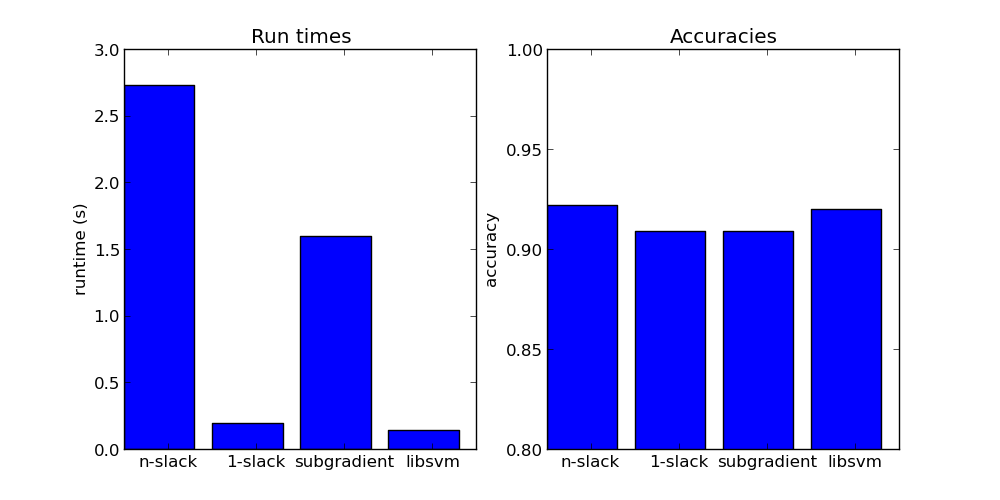 Run times
3.0
2.5
2.0
1.5
1.0
0.5
0.0
runtime (s)
n-slack 1-slack subgradient libsvm
Accuracies
1.00
0.95
0.90
0.85
0.80
accuracy
n-slack 1-slack subgradient libsvm